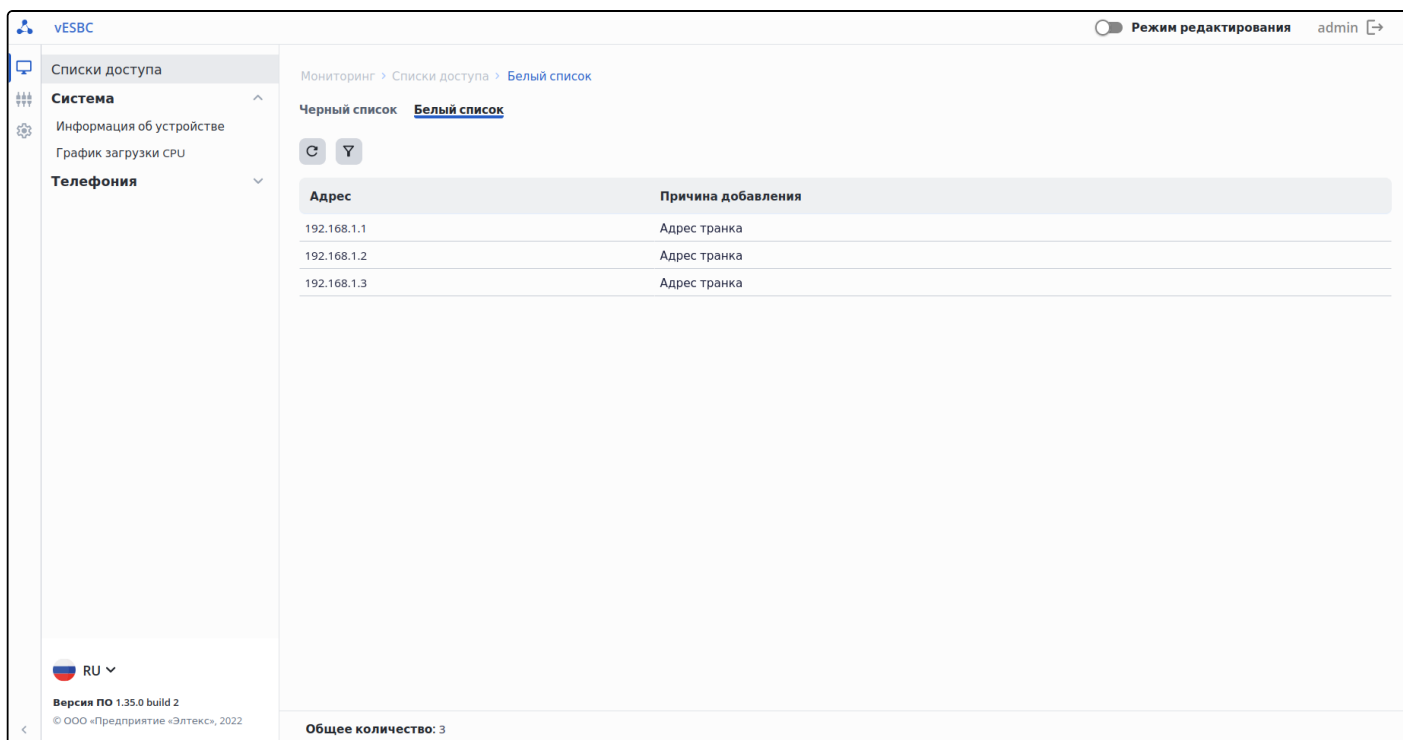 vESBC
Режим редактирования
admin
Списки доступа
Система
Информация об устройстве
График загрузки CPU
Телефония
Мониторинг > Списки доступа > Белый список
Черный список Белый список
Адрес Причина добавления
192.168.1.1 Адрес транка
192.168.1.2 Адрес транка
192.168.1.3 Адрес транка
RU
Версия ПО 1.35.0 build 2
© ООО «Предприятие «Элтекс», 2022
Общее количество: 3